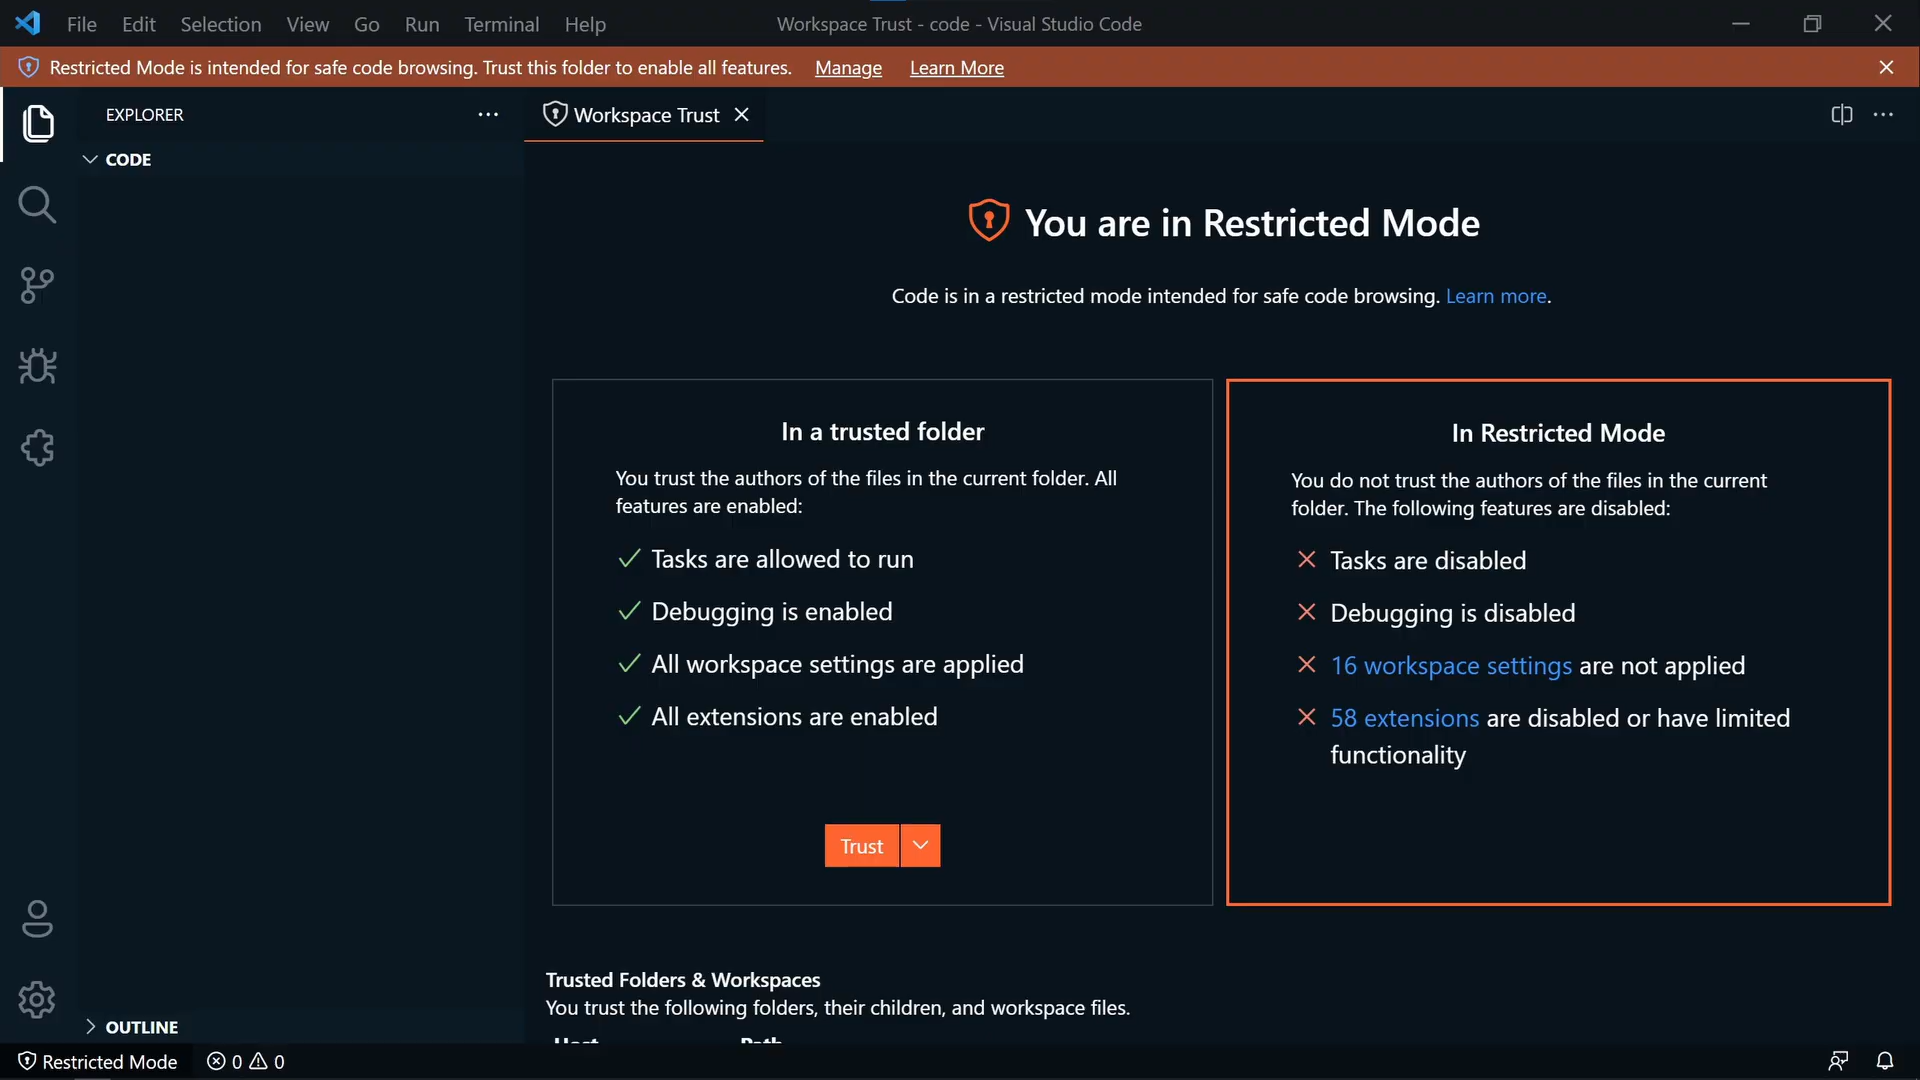 File Edit Selection View Go Run Terminal Help Workspace Trust - code - Visual Studio Code
Restricted Mode is intended for safe code browsing. Trust this folder to enable all features. Manage Learn More
EXPLORER
Workspace Trust
CODE
You are in Restricted Mode
Code is in a restricted mode intended for safe code browsing. Learn more.
In a trusted folder
You trust the authors of the files in the current folder. All
features are enabled:
Tasks are allowed to run
Debugging is enabled
All workspace settings are applied
All extensions are enabled
Trust
In Restricted Mode
You do not trust the authors of the files in the current
folder. The following features are disabled:
Tasks are disabled
Debugging is disabled
16 workspace settings are not applied
58 extensions are disabled or have limited
functionality
Trusted Folders & Workspaces
You trust the following folders, their children, and workspace files.
Host Path
OUTLINE
Restricted Mode 0 0